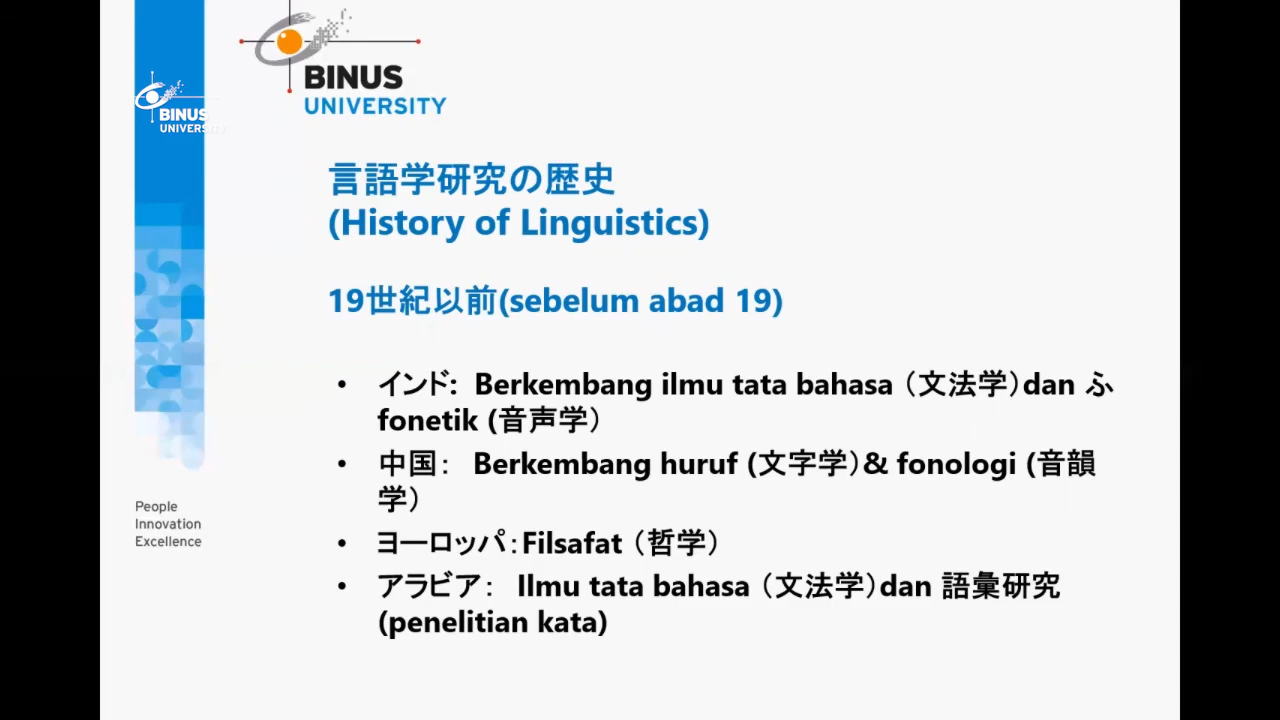 BINUS
UNIVERSITY
BINUS
UNIVERSITY
言語学研究の歴史
(History of Linguistics)
19世紀以前(sebelum abad 19)
• インド: Berkembang ilmu tata bahasa （文法学）dan ふ
fonetik (音声学）
• 中国： Berkembang huruf (文字学）& fonologi (音韻
学）
• ヨーロッパ：Filsafat （哲学）
• アラビア： Ilmu tata bahasa （文法学）dan 語彙研究
(penelitian kata)
People
Innovation
Excellence